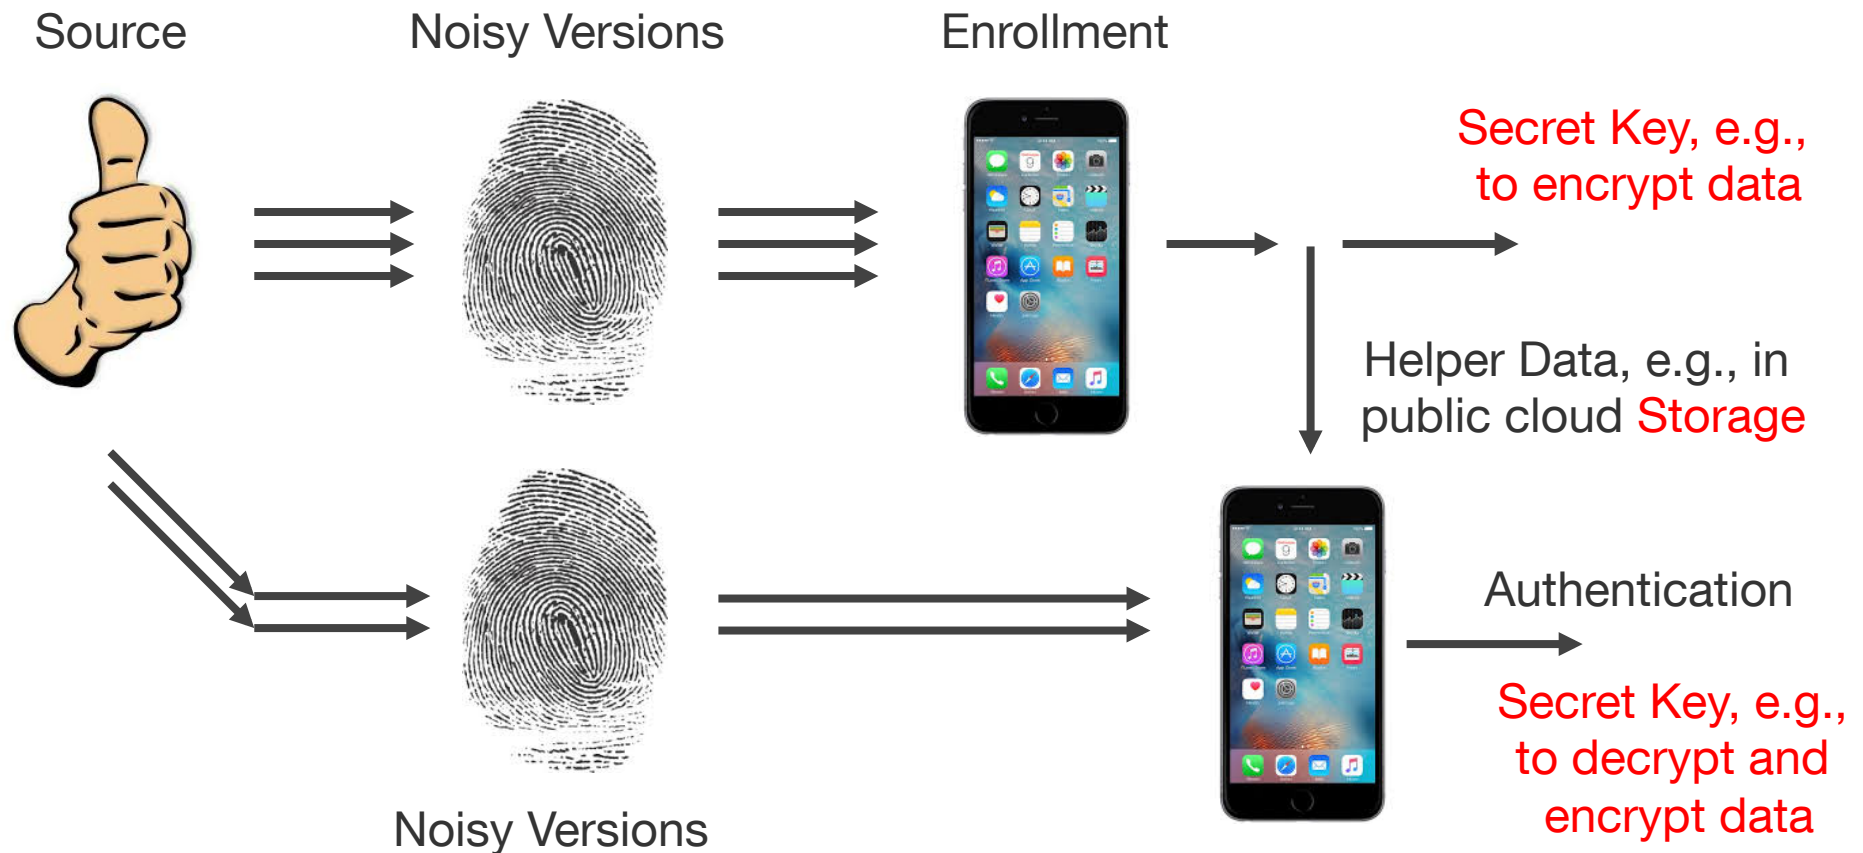 Source
Noisy Versions
Enrollment
Secret Key, e.g.,
to encrypt data
Helper Data, e.g., in
public cloud Storage
Authentication
Secret Key, e.g.,
to decrypt and
encrypt data
Noisy Versions